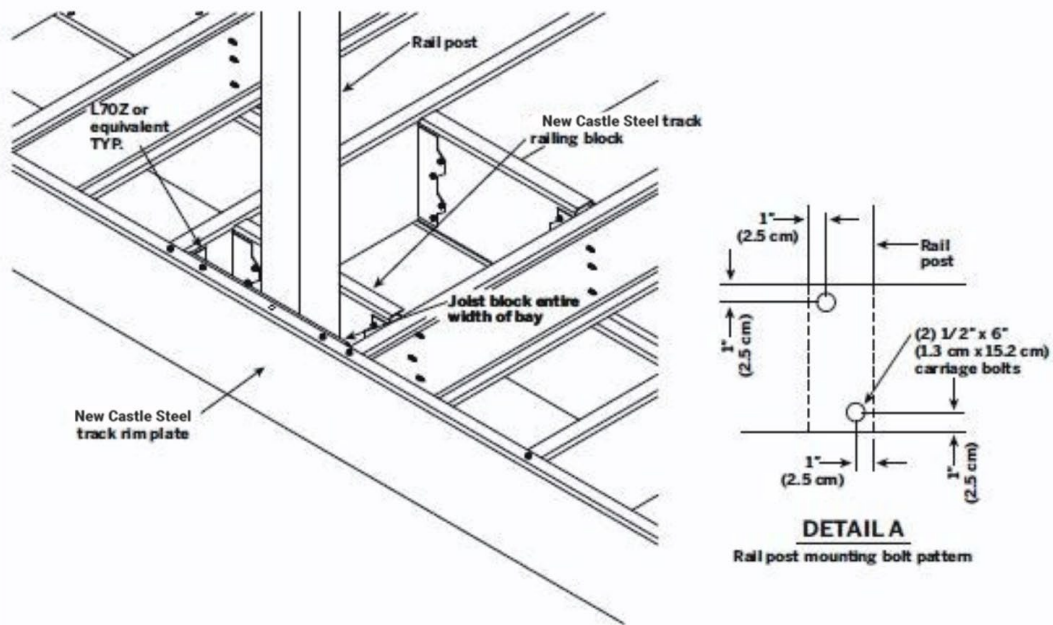 Rail post
L70Z or
equivalent
TYP.
New Castle Steel track
railing block
Joist block entire
width of bay
New Castle Steel
track rim plate
1"
(2.5 cm)
Rail
post
1"
(2.5 cm)
(2) 1/2" x 6"
(1.3 cm x 15.2 cm)
carriage bolts
1"
(2.5 cm)
1"
(2.5 cm)
DETAIL A
Rail post mounting bolt pattern